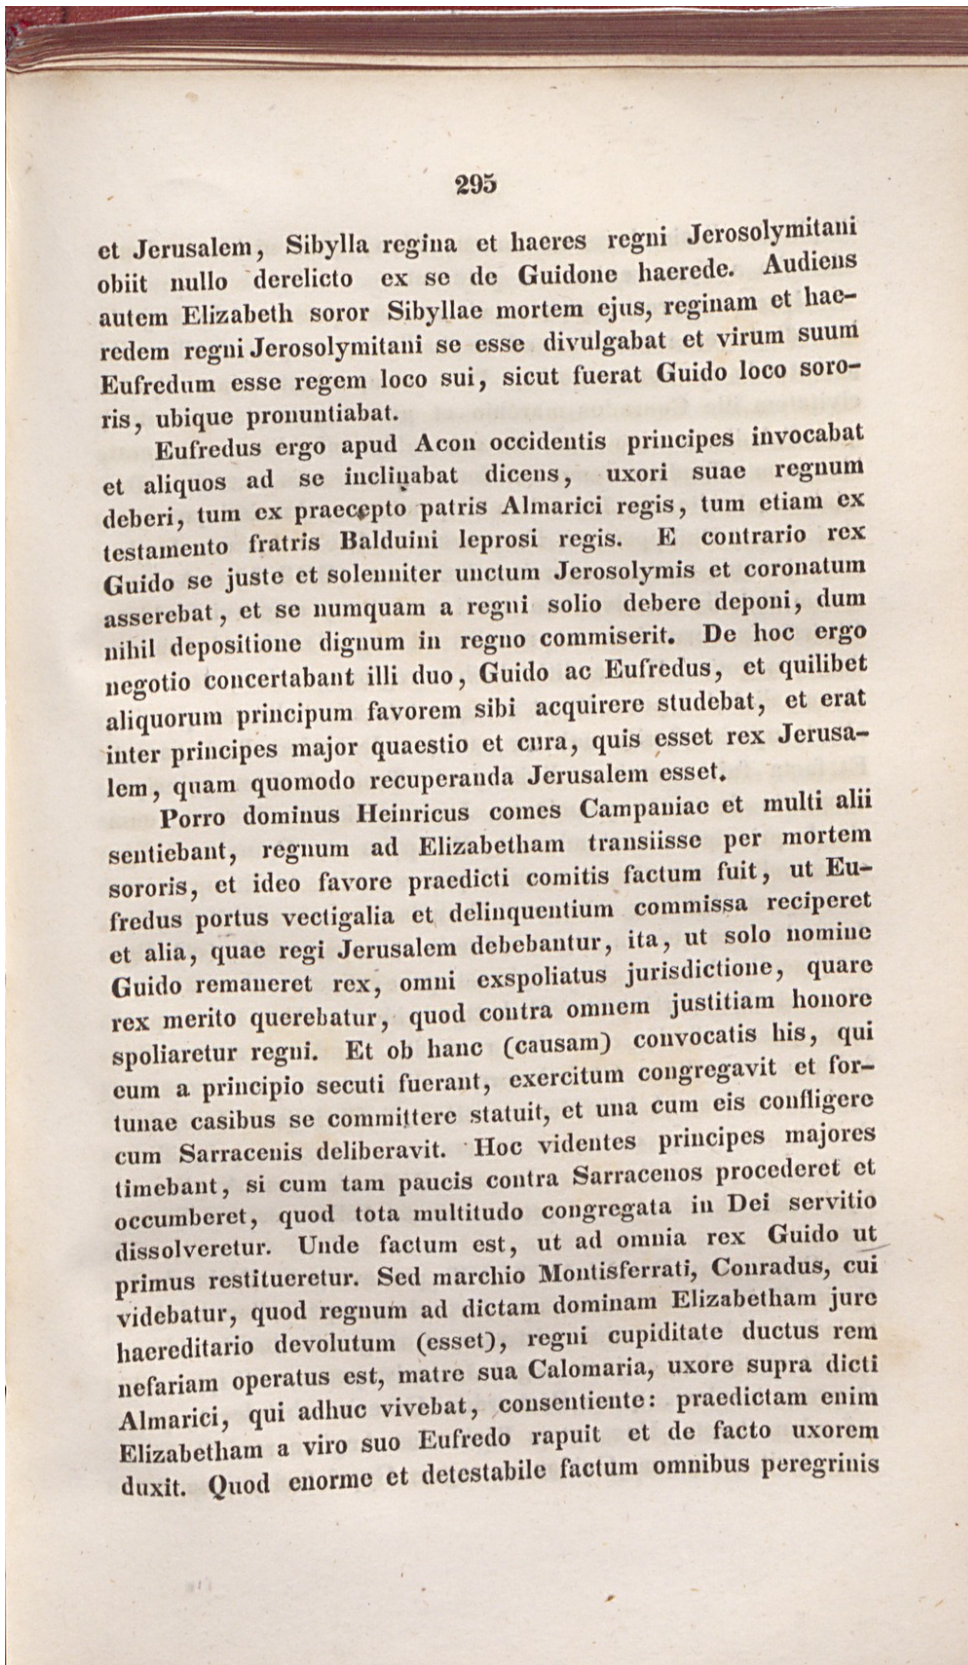 295
et Jerusalem, Sibylla regina et haeres regni Jerosolymitani
obiit nullo derelicto ex se de Guidone haerede. Audiens
autem Elizabeth soror Sibyllae mortem ejus, reginam et hae-
redem regni Jerosolymitani se esse divulgabat et virum suum
Eufredum esse regem loco sui, sicut fuerat Guido loco soro-
ris, ubique pronuntiabat.
Eufredus ergo apud Acon occidentis principes invocabat
et aliquos ad se inclinabat dicens, uxori suae regnum
deberi, tum ex praecepto patris Almarici regis, tum etiam ex
testamento fratris Balduini leprosi regis. E contrario rex
Guido se juste et solenniter unctum Jerosolymis et coronatum
asserebat, et se numquam a regni solio debere deponi, dum
nihil depositione dignum in regno commiserit. De hoc ergo
negotio concertabant illi duo, Guido ac Eufredus, et quilibet
aliquorum principum favorem sibi acquirere studebat, et erat
inter principes major quaestio et cura, quis esset rex Jerusa-
lem, quam quomodo recuperanda Jerusalem esset.
Porro dominus Heinricus comes Campaniae et multi alii
sentiebant, regnum ad Elizabetham transiisse per mortem
sororis, et ideo favore praedicti comitis factum fuit, ut Eu-
fredus portus vectigalia et delinquentium commissa reciperet
et alia, quae regi Jerusalem debebantur, ita, ut solo nomine
Guido remaneret rex, omni exspoliatus jurisdictione, quare
rex merito querebatur, quod contra omnem justitiam honore
spoliaretur regni. Et ob hanc (causam) convocatis his, qui
eum a principio secuti fuerant, exercitum congregavit et for-
tunae casibus se committere statuit, et una cum eis confligere
cum Sarracenis deliberavit. Hoc videntes principes majores
timebant, si cum tam paucis contra Sarracenos procederet et
occumberet, quod tota multitudo congregata in Dei servitio
dissolveretur. Unde factum est, ut ad omnia rex Guido ut
primus restitueretur. Sed marchio Montisferrati, Conradus, cui
videbatur, quod regnum ad dictam dominam Elizabetham jure
haereditario devolutum (esset), regni cupiditate ductus rem
nefariam operatus est, matre sua Calomaria, uxore supra dicti
Almarici, qui adhuc vivebat, consentiente: praedictam enim
Elizabetham a viro suo Eufredo rapuit et de facto uxorem
duxit. Quod enorme et detestabile factum omnibus peregrinis